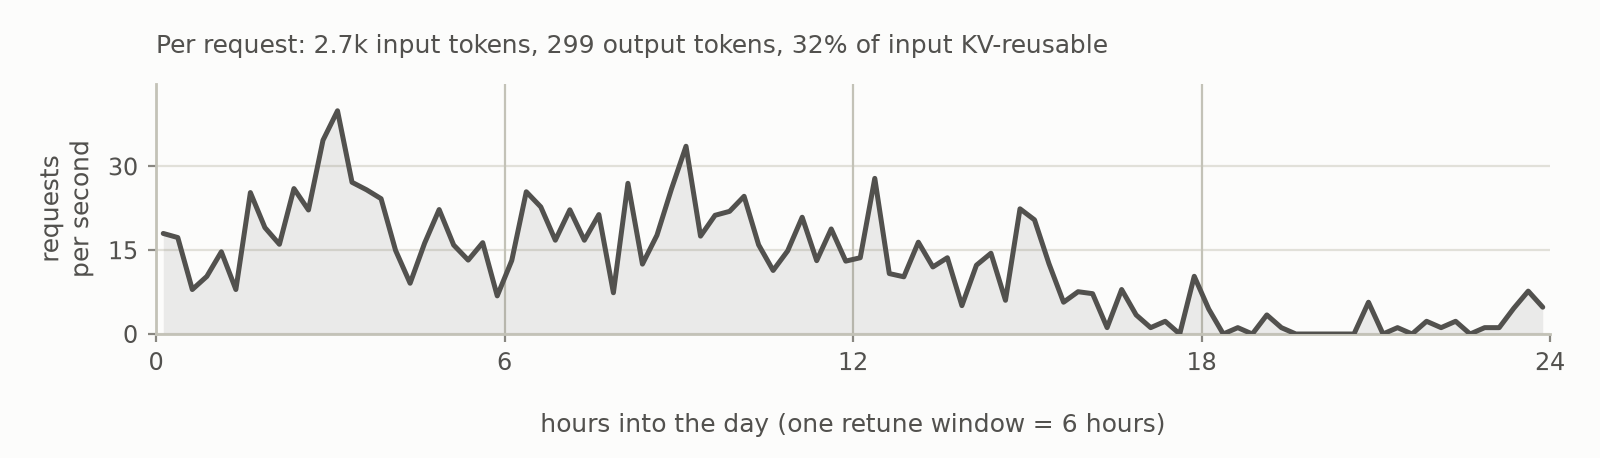 Per request: 2.7k input tokens, 299 output tokens, 32% of input KV-reusable
requests
per second
30
15
0
0 6 12 18 24
hours into the day (one retune window = 6 hours)